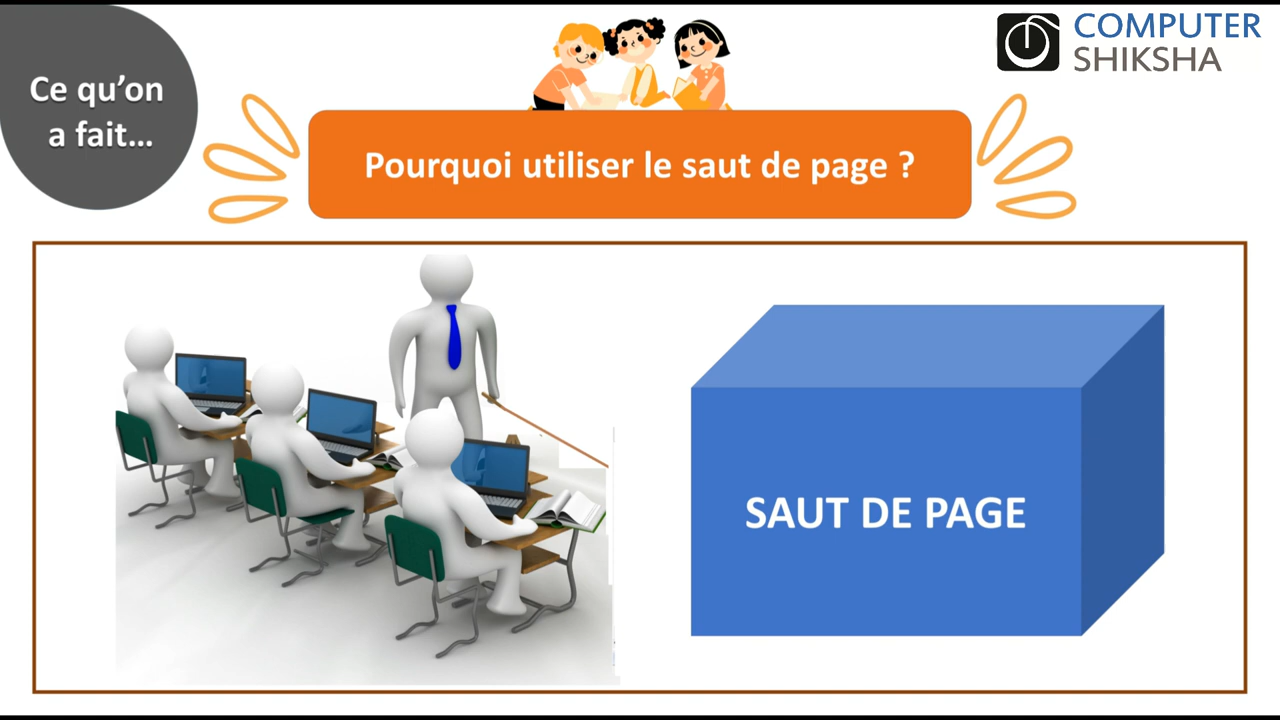 Ce qu’on
a fait...
COMPUTER
SHIKSHA
Pourquoi utiliser le saut de page ?
SAUT DE PAGE